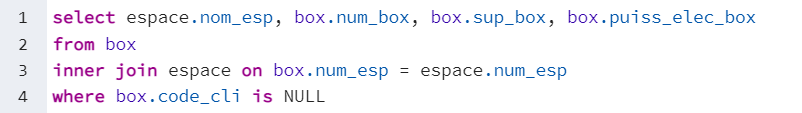 1 select espace.nom_esp, box.num_box, box.sup_box, box.puiss_elec_box
2 from box
3 inner join espace on box.num_esp = espace.num_esp
4 where box.code_cli is NULL